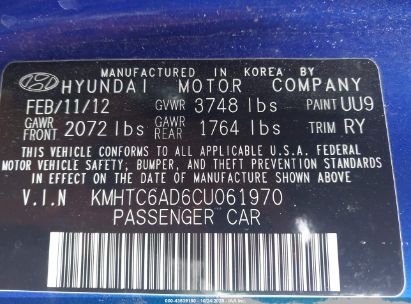 MANUFACTURED IN KOREA BY
HYUNDAI MOTOR COMPANY
FEB/11/12 GVWR 3748 lbs PAINT UU9
GAWR FRONT 2072 lbs GAWR REAR 1764 lbs TRIM RY
THIS VEHICLE CONFORMS TO ALL APPLICABLE U.S.A. FEDERAL
MOTOR VEHICLE SAFETY, BUMPER, AND THEFT PREVENTION
STANDARDS IN EFFECT ON THE DATE OF MANUFACTURE SHOWN ABOVE.
V.I.N KMHTC6AD6CU061970
PASSENGER CAR